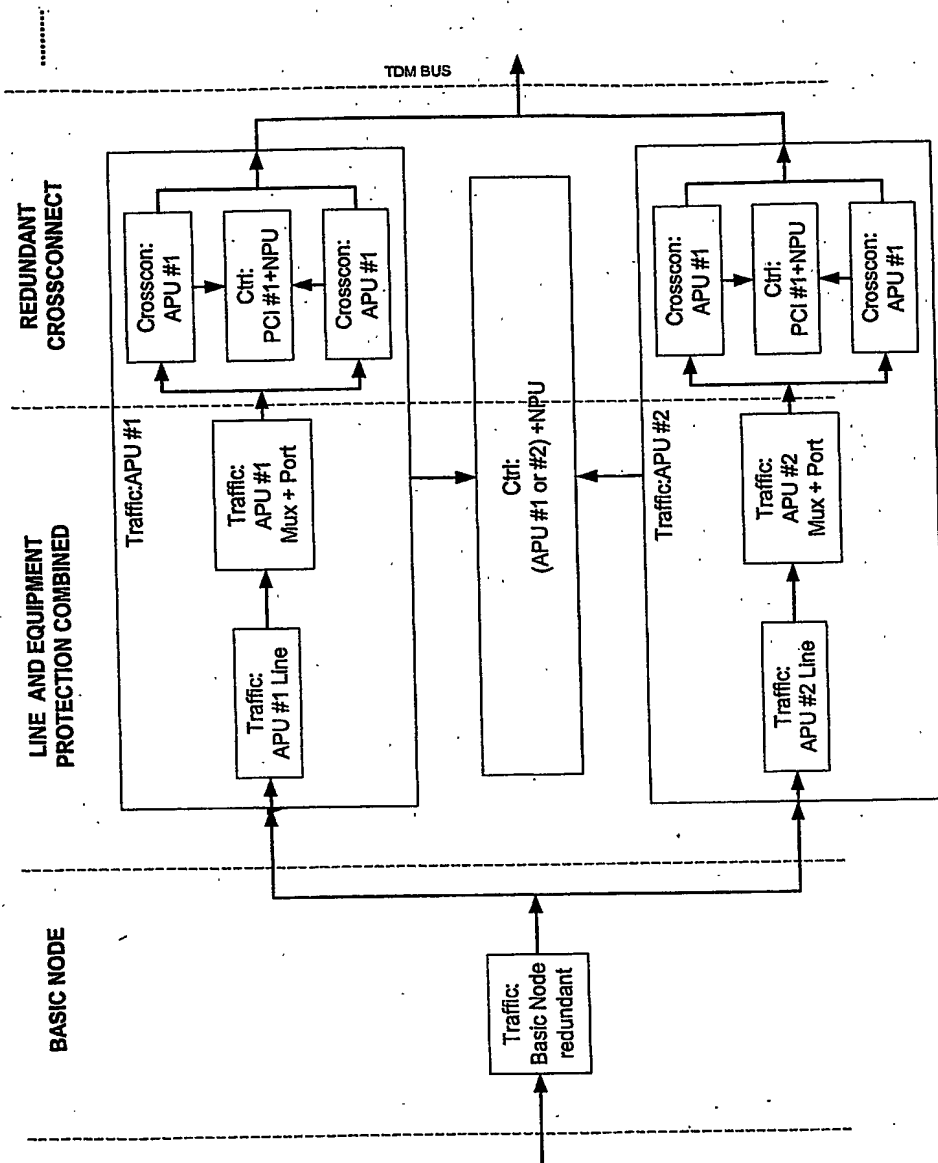 BASIC NODE
LINE AND EQUIPMENT
PROTECTION COMBINED
REDUNDANT
CROSSCONNECT
Traffic:
Basic Node
redundant
Traffic:APU #1
Traffic:
APU #1 Line
Traffic:
APU #1
Mux + Port
Crosscon:
APU #1
Ctrl:
PCI #1+NPU
Crosscon:
APU #1
TDM BUS
Ctrl:
(APU #1 or #2) +NPU
Traffic:APU #2
Traffic:
APU #2 Line
Traffic:
APU #2
Mux + Port
Crosscon:
APU #1
Ctrl:
PCI #1+NPU
Crosscon:
APU #1